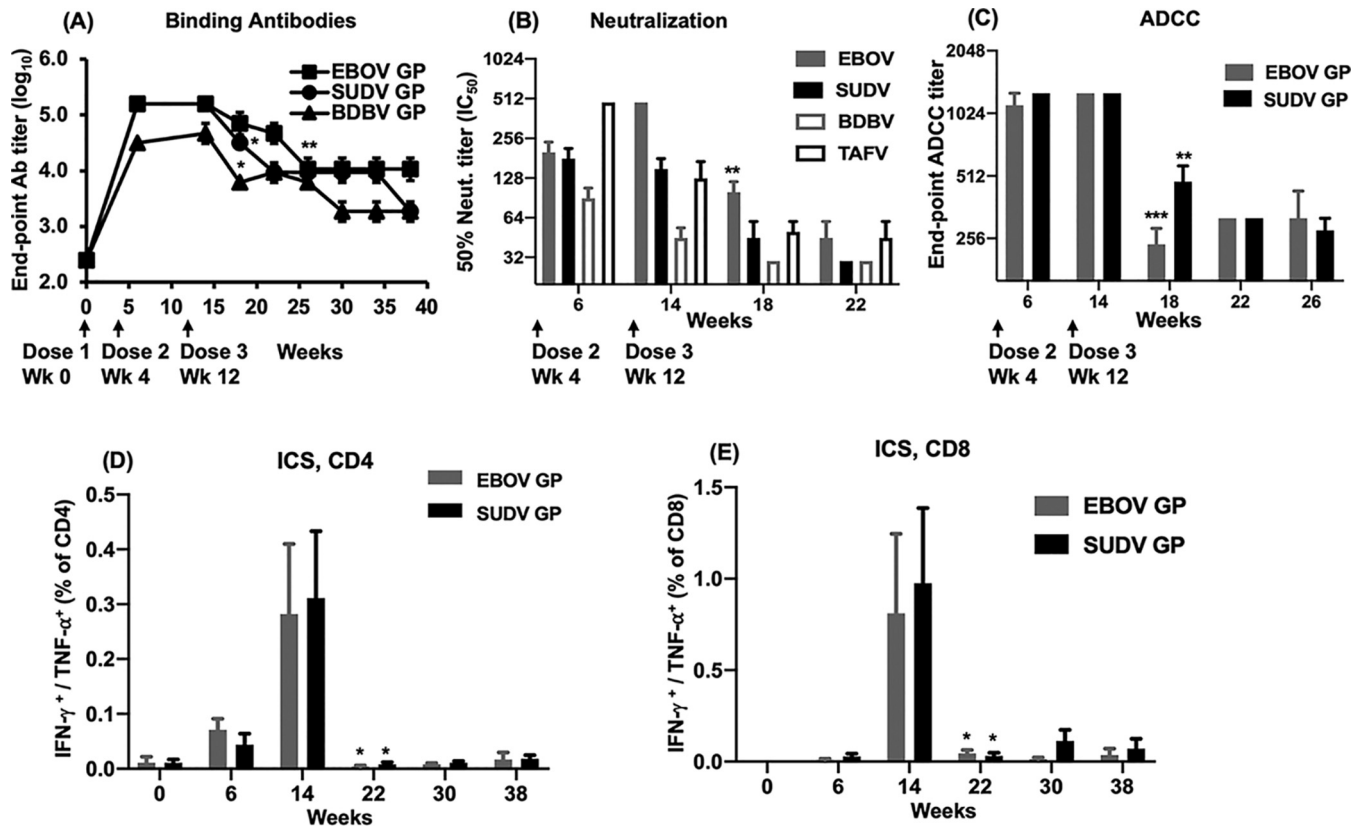 (A) Binding Antibodies
End-point Ab titer (log10)
6.0
5.0
4.0
3.0
2.0
EBOV GP
SUDV GP
BDBV GP
*
*
**
0 5 10 15 20 25 30 35 40
Dose 1
Wk 0
Dose 2
Wk 4
Dose 3
Wk 12
Weeks
(B) Neutralization
50% Neut. titer (IC50)
1024
512
256
128
64
32
EBOV
SUDV
BDBV
TAFV
**
6 14 18 22
Weeks
Dose 2
Wk 4
Dose 3
Wk 12
(C) ADCC
End-point ADCC titer
2048
1024
512
256
EBOV GP
SUDV GP
***
**
6 14 18 22 26
Weeks
Dose 2
Wk 4
Dose 3
Wk 12
(D) ICS, CD4
IFN-γ + / TNF-α+ (% of CD4)
0.5
0.4
0.3
0.2
0.1
0.0
EBOV GP
SUDV GP
* *
0 6 14 22 30 38
Weeks
(E) ICS, CD8
IFN-γ + / TNF-α+ (% of CD8)
1.5
1.0
0.5
0.0
EBOV GP
SUDV GP
* *
0 6 14 22 30 38
Weeks